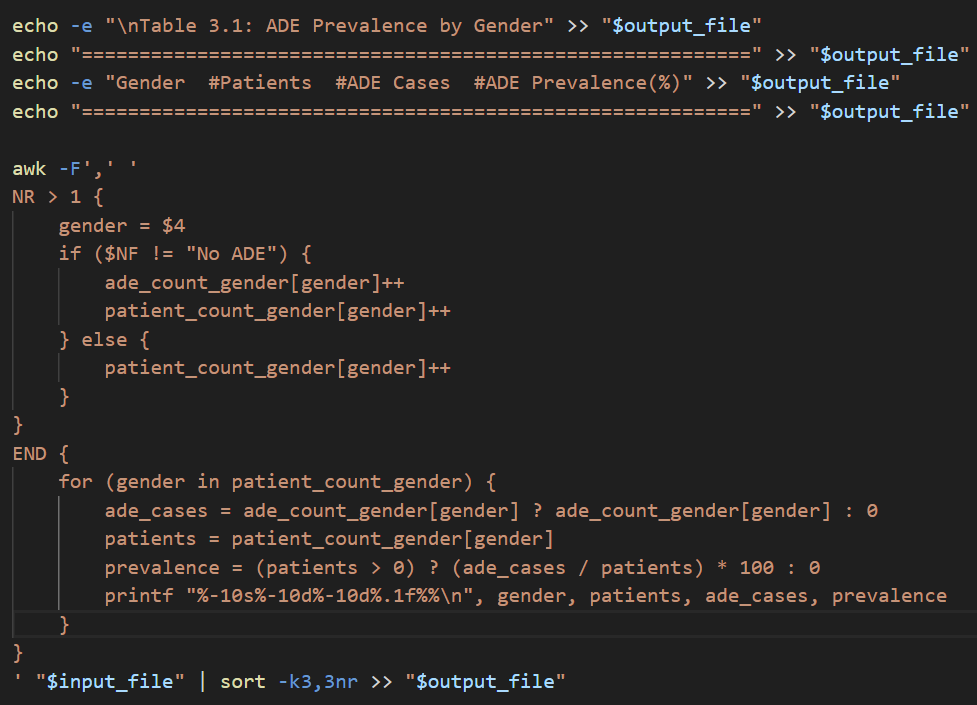 echo -e "\nTable 3.1: ADE Prevalence by Gender" >> "$output_file"
echo "==========================================================" >> "$output_file"
echo -e "Gender  #Patients  #ADE Cases  #ADE Prevalence(%)" >> "$output_file"
echo "==========================================================" >> "$output_file"

awk -F',' '
NR > 1 {
    gender = $4
    if ($NF != "No ADE") {
        ade_count_gender[gender]++
        patient_count_gender[gender]++
    } else {
        patient_count_gender[gender]++
    }
}
END {
    for (gender in patient_count_gender) {
        ade_cases = ade_count_gender[gender] ? ade_count_gender[gender] : 0
        patients = patient_count_gender[gender]
        prevalence = (patients > 0) ? (ade_cases / patients) * 100 : 0
        printf "%-10s%-10d%-10d%.1f%%\n", gender, patients, ade_cases, prevalence
    }
}
' "$input_file" | sort -k3,3nr >> "$output_file"